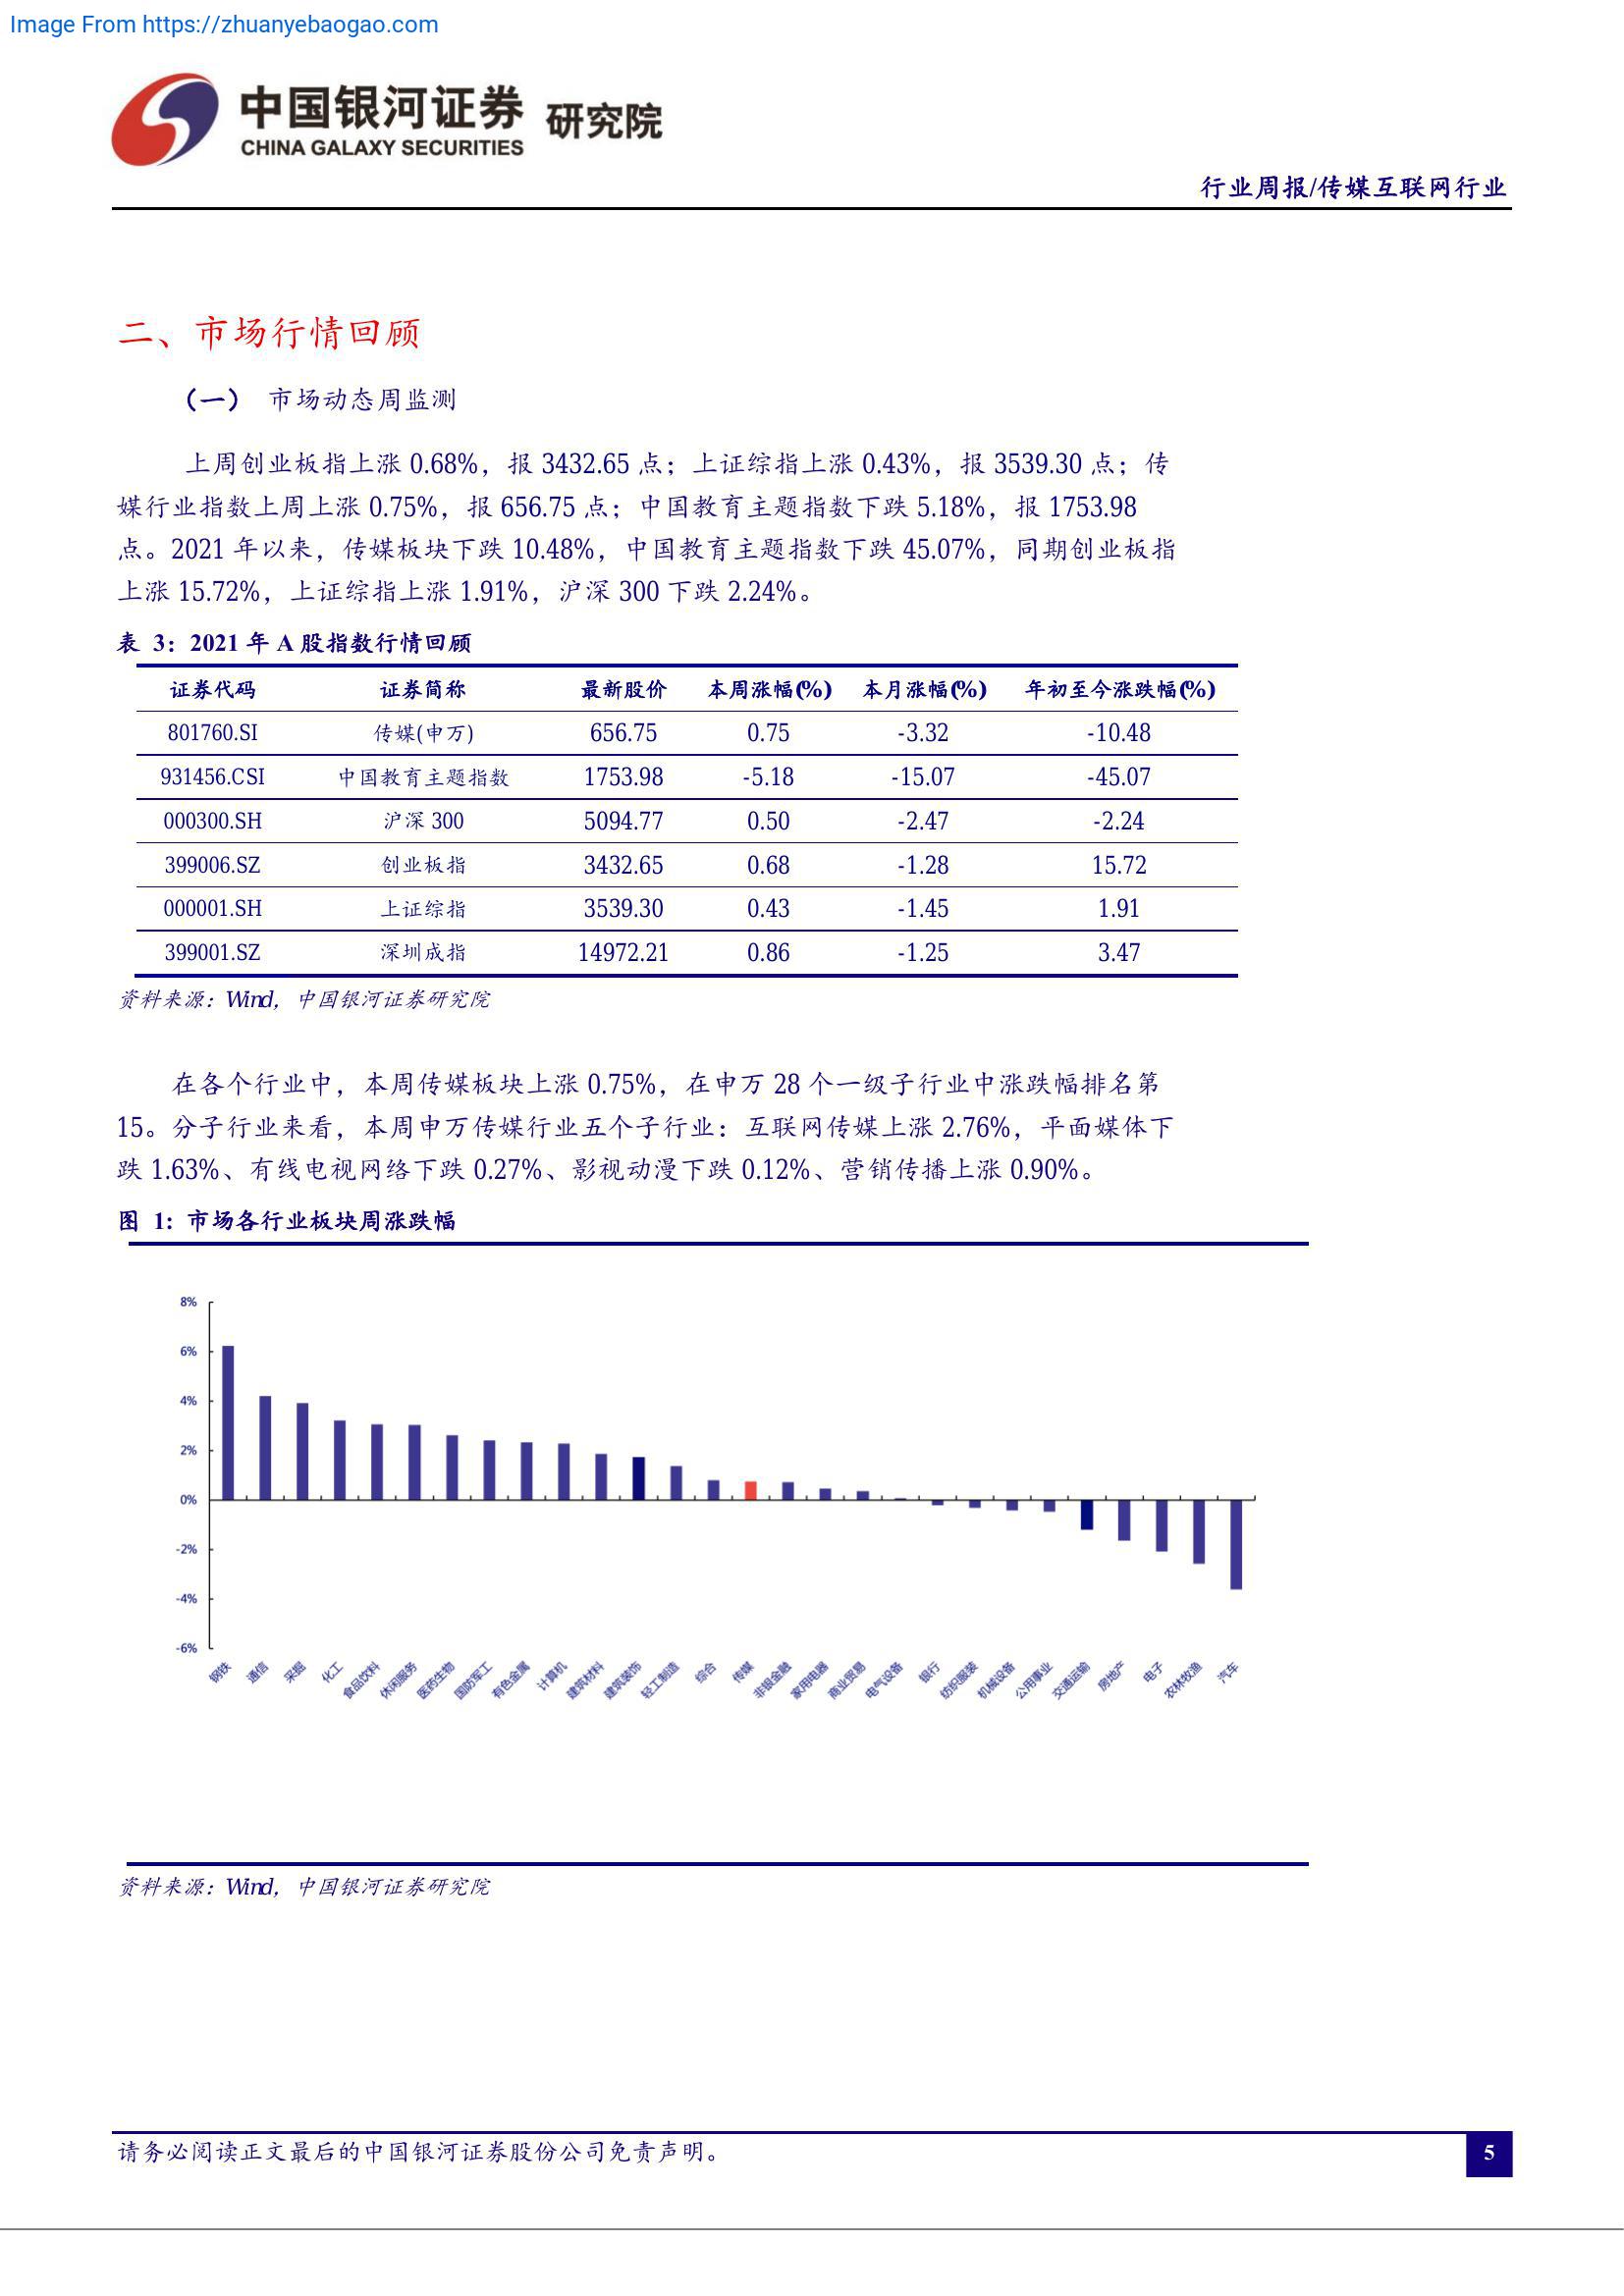 Image From https://zhuanyebaogao.com
中国银河证券 研究院
CHINA GALAXY SECURITIES
行业周报/传媒互联网行业
二、市场行情回顾
（一） 市场动态周监测
上周创业板指上涨 0.68%，报 3432.65 点；上证综指上涨 0.43%，报 3539.30 点；传
媒行业指数上周上涨 0.75%，报 656.75 点；中国教育主题指数下跌 5.18%，报 1753.98
点。2021 年以来，传媒板块下跌 10.48%，中国教育主题指数下跌 45.07%，同期创业板指
上涨 15.72%，上证综指上涨 1.91%，沪深 300 下跌 2.24%。
表 3：2021 年 A 股指数行情回顾
证券代码 证券简称 最新股价 本周涨幅(%) 本月涨幅(%) 年初至今涨跌幅(%)
801760.SI 传媒(申万) 656.75 0.75 -3.32 -10.48
931456.CSI 中国教育主题指数 1753.98 -5.18 -15.07 -45.07
000300.SH 沪深 300 5094.77 0.50 -2.47 -2.24
399006.SZ 创业板指 3432.65 0.68 -1.28 15.72
000001.SH 上证综指 3539.30 0.43 -1.45 1.91
399001.SZ 深圳成指 14972.21 0.86 -1.25 3.47
资料来源：Wind，中国银河证券研究院
在各个行业中，本周传媒板块上涨 0.75%，在申万 28 个一级子行业中涨跌幅排名第
15。分子行业来看，本周申万传媒行业五个子行业：互联网传媒上涨 2.76%，平面媒体下
跌 1.63%、有线电视网络下跌 0.27%、影视动漫下跌 0.12%、营销传播上涨 0.90%。
图 1: 市场各行业板块周涨跌幅
8%
6%
4%
2%
0%
-2%
-4%
-6%
钢铁 通信 采掘 化工 食品饮料 休闲服务 医药生物 国防军工 有色金属 计算机 建筑材料 建筑装饰 轻工制造 综合 传媒 非银金融 家用电器 商业贸易 电气设备 银行 纺织服装 机械设备 公用事业 交通运输 房地产 电子 农林牧渔 汽车
资料来源：Wind，中国银河证券研究院
请务必阅读正文最后的中国银河证券股份公司免责声明。
5